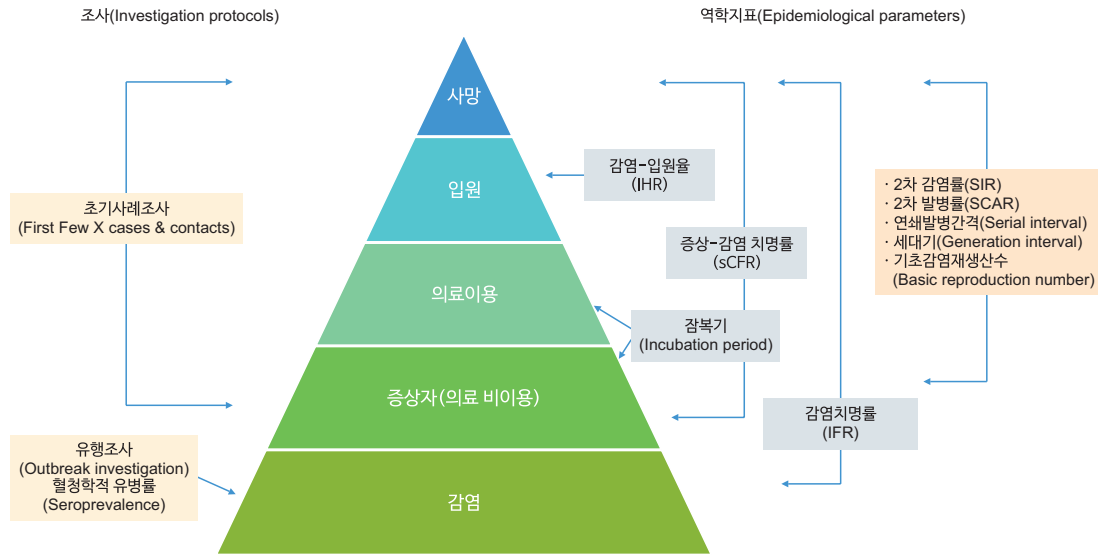 조사(Investigation protocols)
역학지표(Epidemiological parameters)
사망
입원
의료이용
증상자(의료 비이용)
감염
초기사례조사
(First Few X cases & contacts)
유행조사
(Outbreak investigation)
혈청학적 유병률
(Seroprevalence)
감염-입원율
(IHR)
증상-감염 치명률
(sCFR)
잠복기
(Incubation period)
감염치명률
(IFR)
· 2차 감염률(SIR)
· 2차 발병률(SCAR)
· 연쇄발병간격(Serial interval)
· 세대기(Generation interval)
· 기초감염재생산수
(Basic reproduction number)